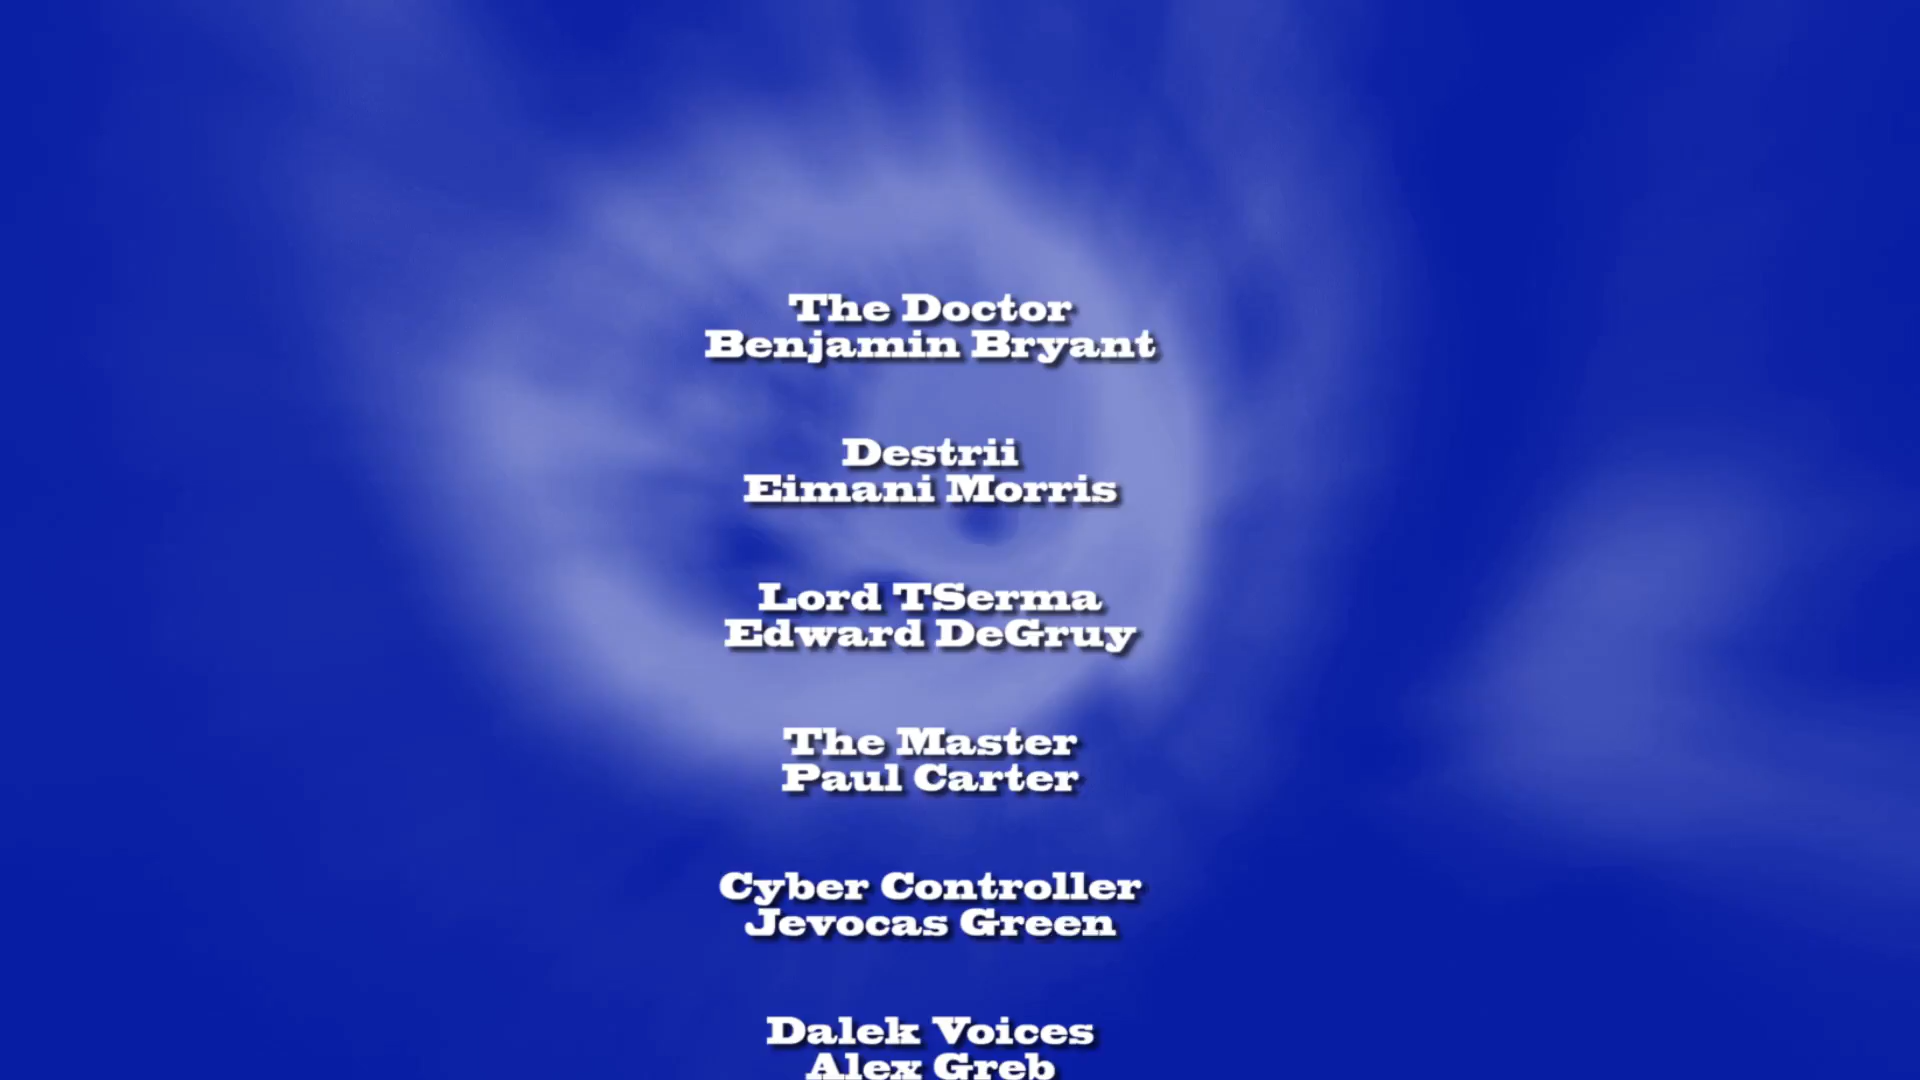 The Doctor
Benjamin Bryant
Destrii
Eimani Morris
Lord TSerma
Edward DeGruy
The Master
Paul Carter
Cyber Controller
Jevocas Green
Dalek Voices
Alex Greb